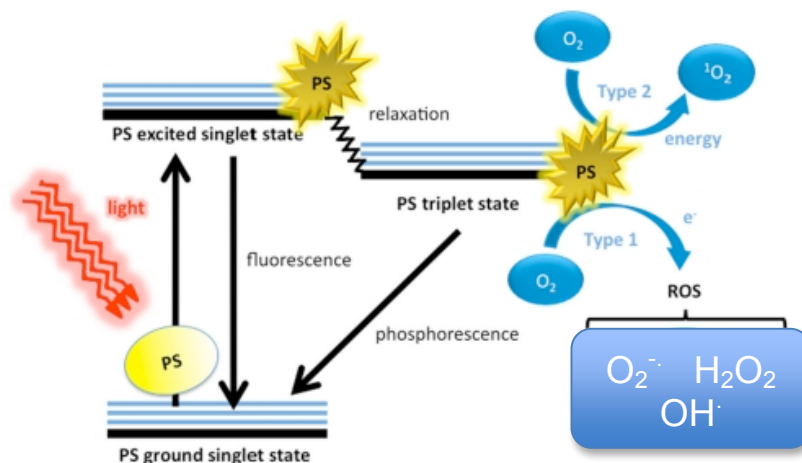 O₂
PS
Type 2
¹O₂
relaxation
PS excited singlet state
energy
PS
light
PS triplet state
e⁻
Type 1
fluorescence
O₂
ROS
phosphorescence
PS
O₂⁻· H₂O₂
OH·
PS ground singlet state